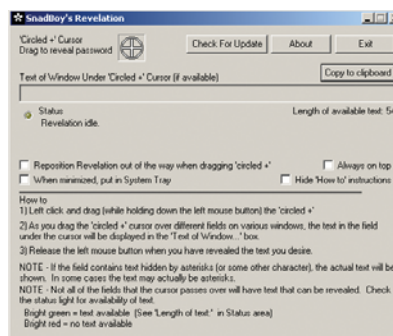 SnadBoy's Revelation
'Circled +' Cursor
Drag to reveal password
Check For Update
About
Exit
Copy to clipboard
Text of Window Under 'Circled +' Cursor (if available)
Status
Length of available text: 54
Revelation idle.
Reposition Revelation out of the way when dragging 'circled +'
Always on top
When minimized, put in System Tray
Hide 'How to' instructions
How to
1) Left click and drag (while holding down the left mouse button) the 'circled +'
2) As you drag the 'circled +' cursor over different fields on various windows, the text in the field
under the cursor will be displayed in the 'Text of Window...' box.
3) Release the left mouse button when you have revealed the text you desire.
NOTE - If the field contains text hidden by asterisks (or some other character), the actual text will be
shown. In some cases the text may actually be asterisks.
NOTE - Not all of the fields that the cursor passes over will have text that can be revealed. Check
the status light for availability of text.
Bright green = text available (See 'Length of text:' in Status area)
Bright red = no text available